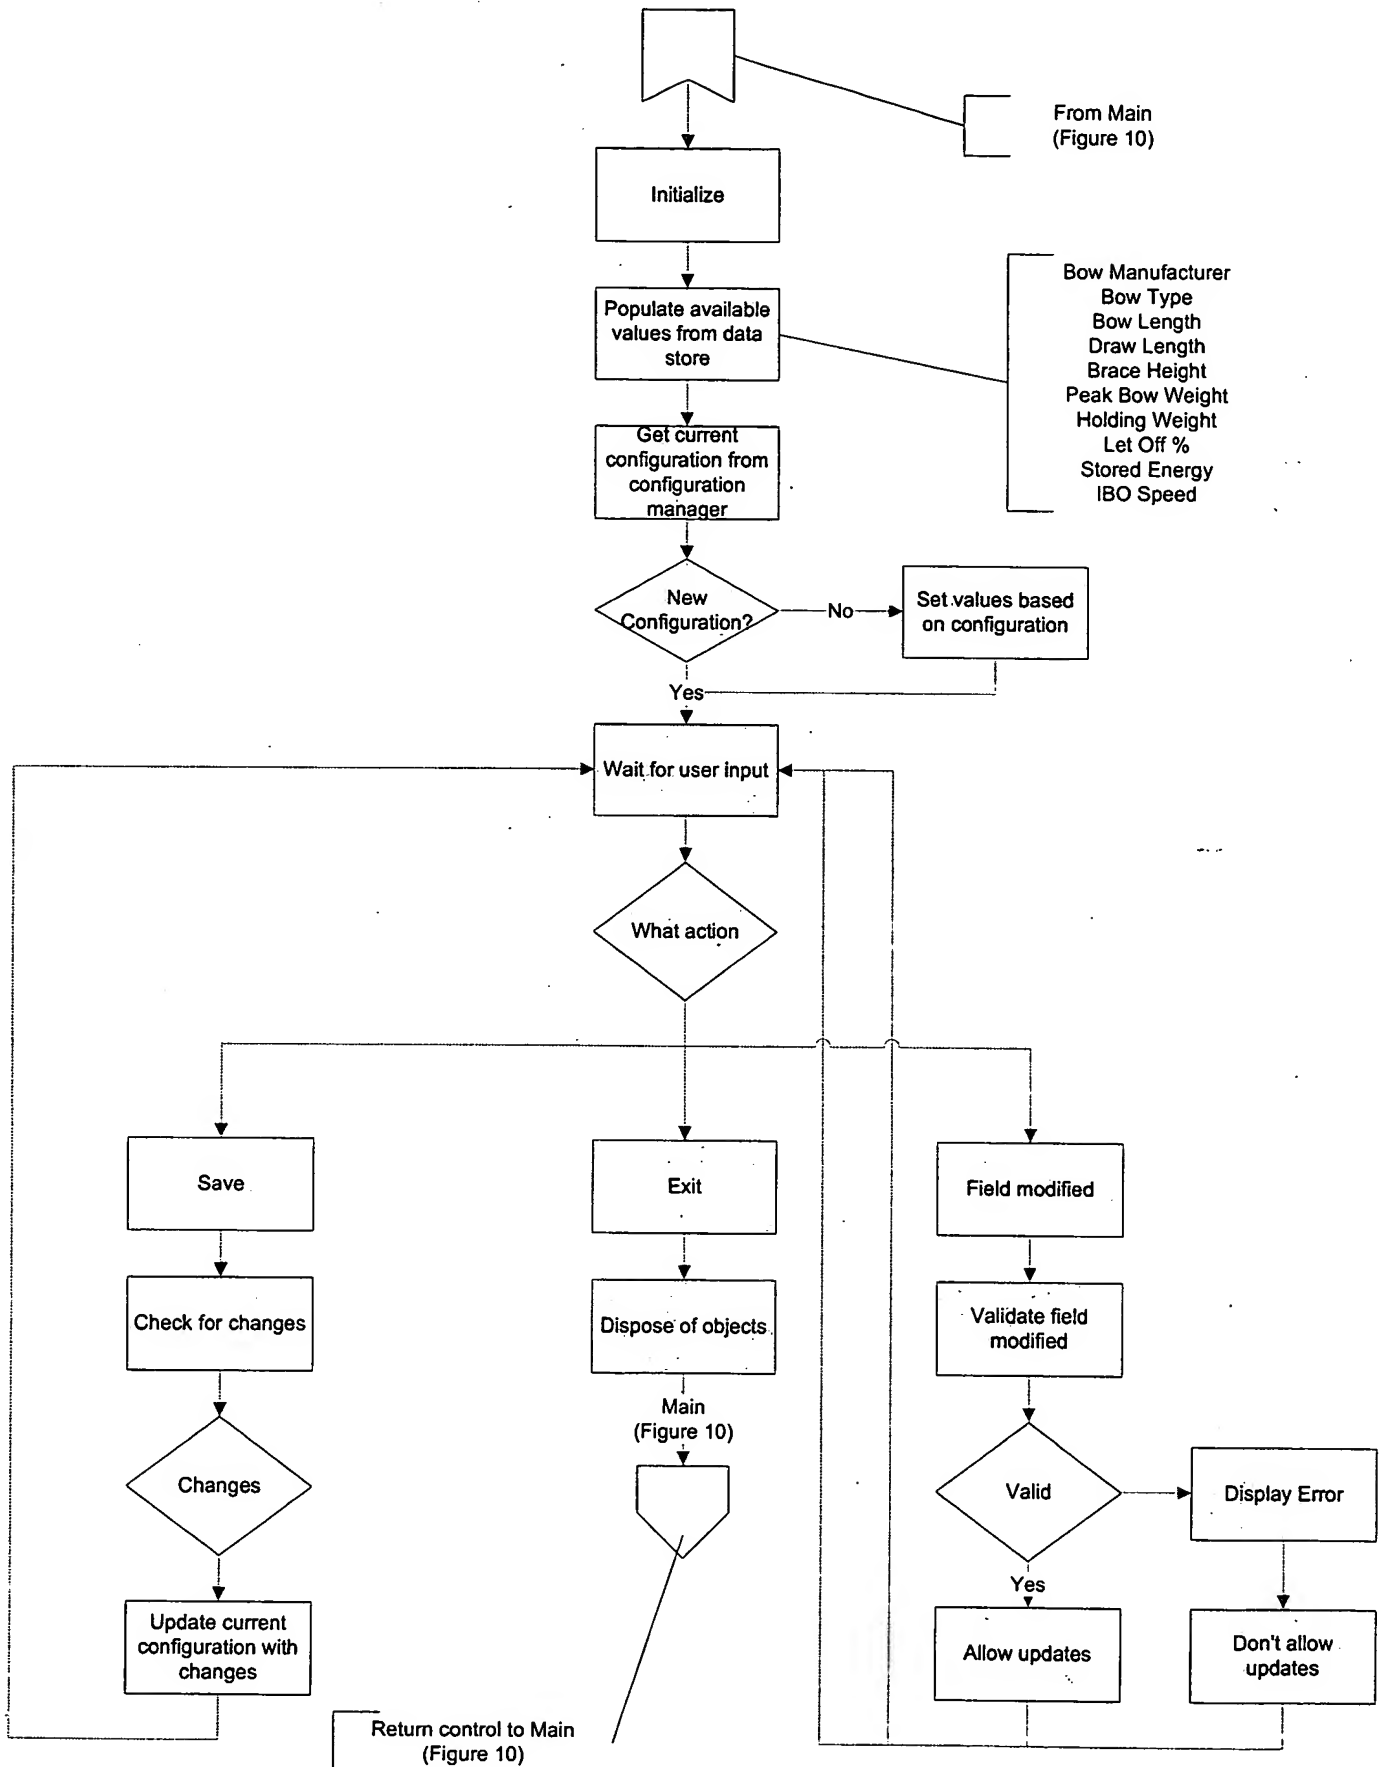 From Main
(Figure 10)
Initialize
Populate available
values from data
store
Bow Manufacturer
Bow Type
Bow Length
Draw Length
Brace Height
Peak Bow Weight
Holding Weight
Let Off %
Stored Energy
IBO Speed
Get current
configuration from
configuration
manager
New
Configuration?
No
Set values based
on configuration
Yes
Wait for user input
What action
Save
Exit
Field modified
Check for changes
Dispose of objects
Validate field
modified
Main
(Figure 10)
Changes
Valid
Display Error
Yes
Update current
configuration with
changes
Allow updates
Don't allow
updates
Return control to Main
(Figure 10)